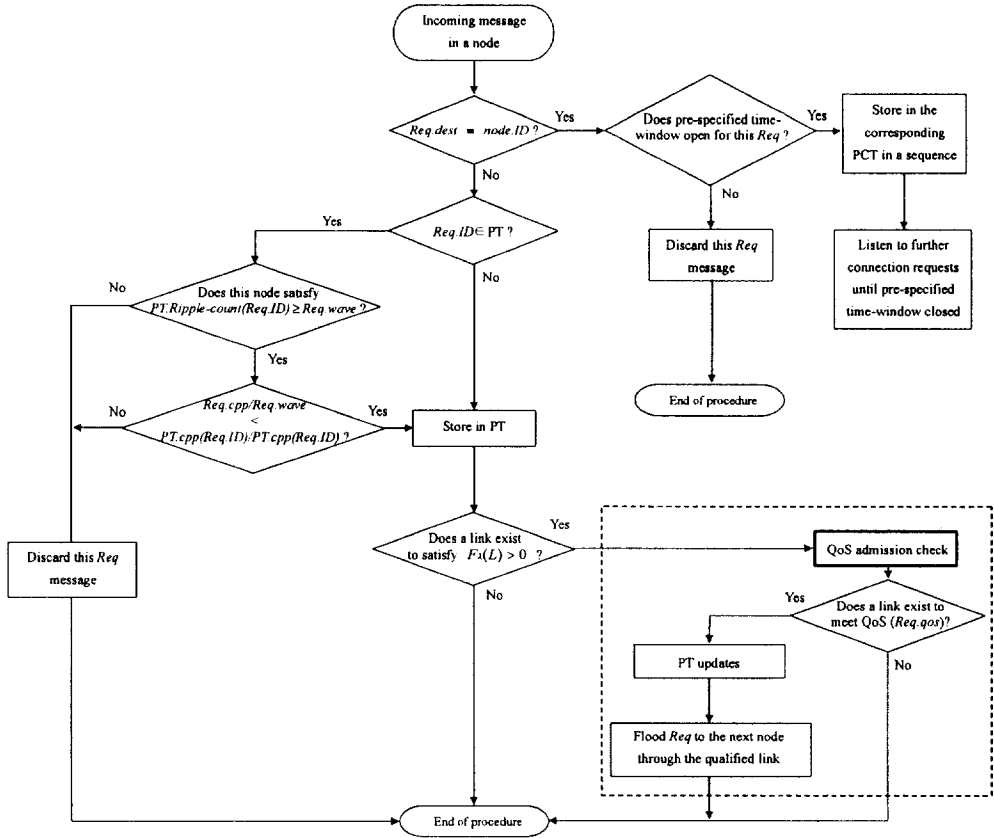 Incoming message
in a node
Req.dest = node.ID ?
Yes
No
Does pre-specified time-
window open for this Req ?
Yes
No
Store in the
corresponding
PCT in a sequence
Listen to further
connection requests
until pre-specified
time-window closed
Discard this Req
message
End of procedure
Req.ID∈ PT ?
Yes
No
Does this node satisfy
PT.Ripple-count(Req.ID) ≥ Req.wave ?
No
Yes
Req.cpp/Req.wave
<
PT.cpp(Req.ID)/PT.cpp(Req.ID) ?
No
Yes
Store in PT
Discard this Req
message
Does a link exist
to satisfy Fλ(L) > 0 ?
Yes
No
QoS admission check
Does a link exist to
meet QoS (Req.qos)?
Yes
No
PT updates
Flood Req to the next node
through the qualified link
End of procedure